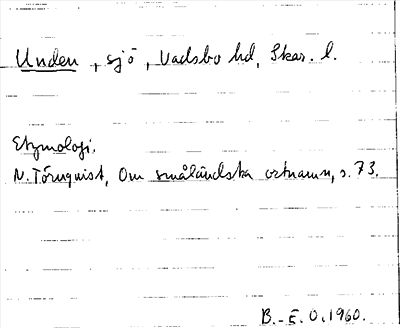 Unden, sjö, Vadsbo hd, Skar. l.
Etymologi.
N. Törnquist, Om småländska ortnamn, s. 73.
B.-E. O. 1960.